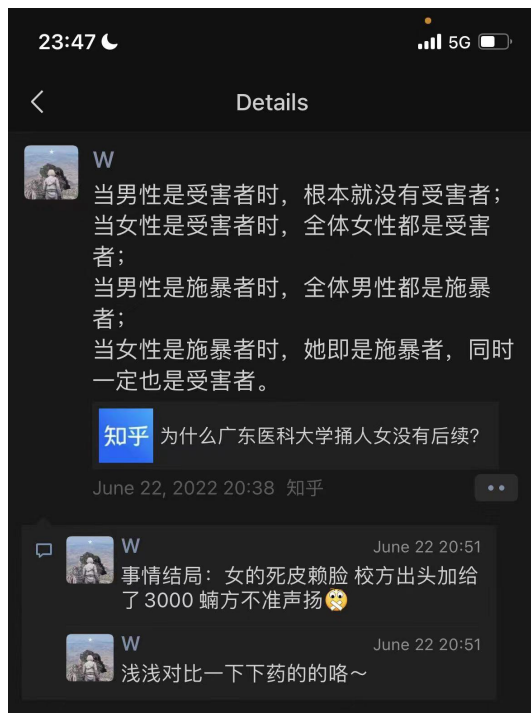 23:47
5G
Details
W
当男性是受害者时，根本就没有受害者；
当女性是受害者时，全体女性都是受害
者；
当男性是施暴者时，全体男性都是施暴
者；
当女性是施暴者时，她即是施暴者，同时
一定也是受害者。
知乎 为什么广东医科大学捅人女没有后续？
June 22, 2022 20:38 知乎
W June 22 20:51
事情结局：女的死皮赖脸 校方出头加给
了3000 蝻方不准声扬
W June 22 20:51
浅浅对比一下下药的的咯～